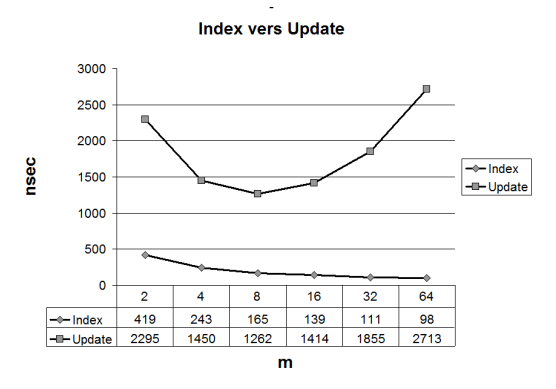 -
Index vers Update
3000
2500
2000
1500
1000
500
0
nsec
Index
Update
2 4 8 16 32 64
Index 419 243 165 139 111 98
Update 2295 1450 1262 1414 1855 2713
m